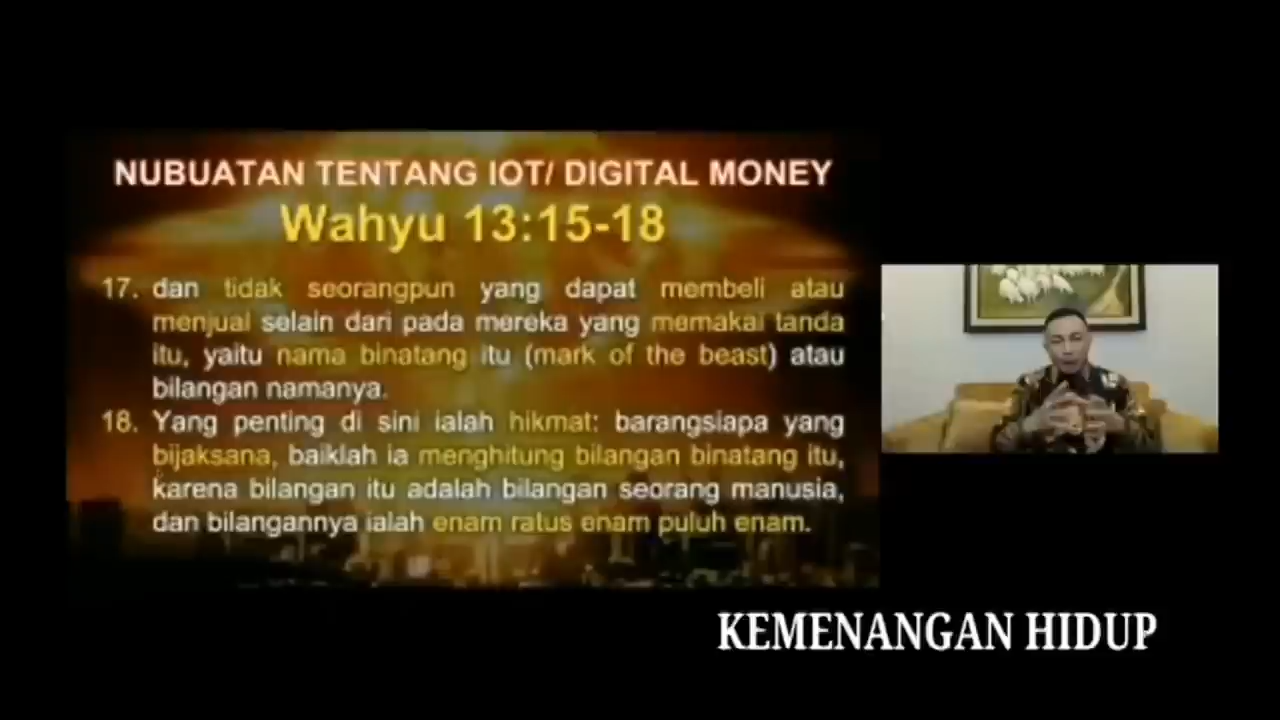 NUBUATAN TENTANG IOT/ DIGITAL MONEY
Wahyu 13:15-18
17. dan tidak seorangpun yang dapat membeli atau
menjual selain dari pada mereka yang memakai tanda
itu, yaitu nama binatang itu (mark of the beast) atau
bilangan namanya.
18. Yang penting di sini ialah hikmat: barangsiapa yang
bijaksana, baiklah ia menghitung bilangan binatang itu,
karena bilangan itu adalah bilangan seorang manusia,
dan bilangannya ialah enam ratus enam puluh enam.
KEMENANGAN HIDUP